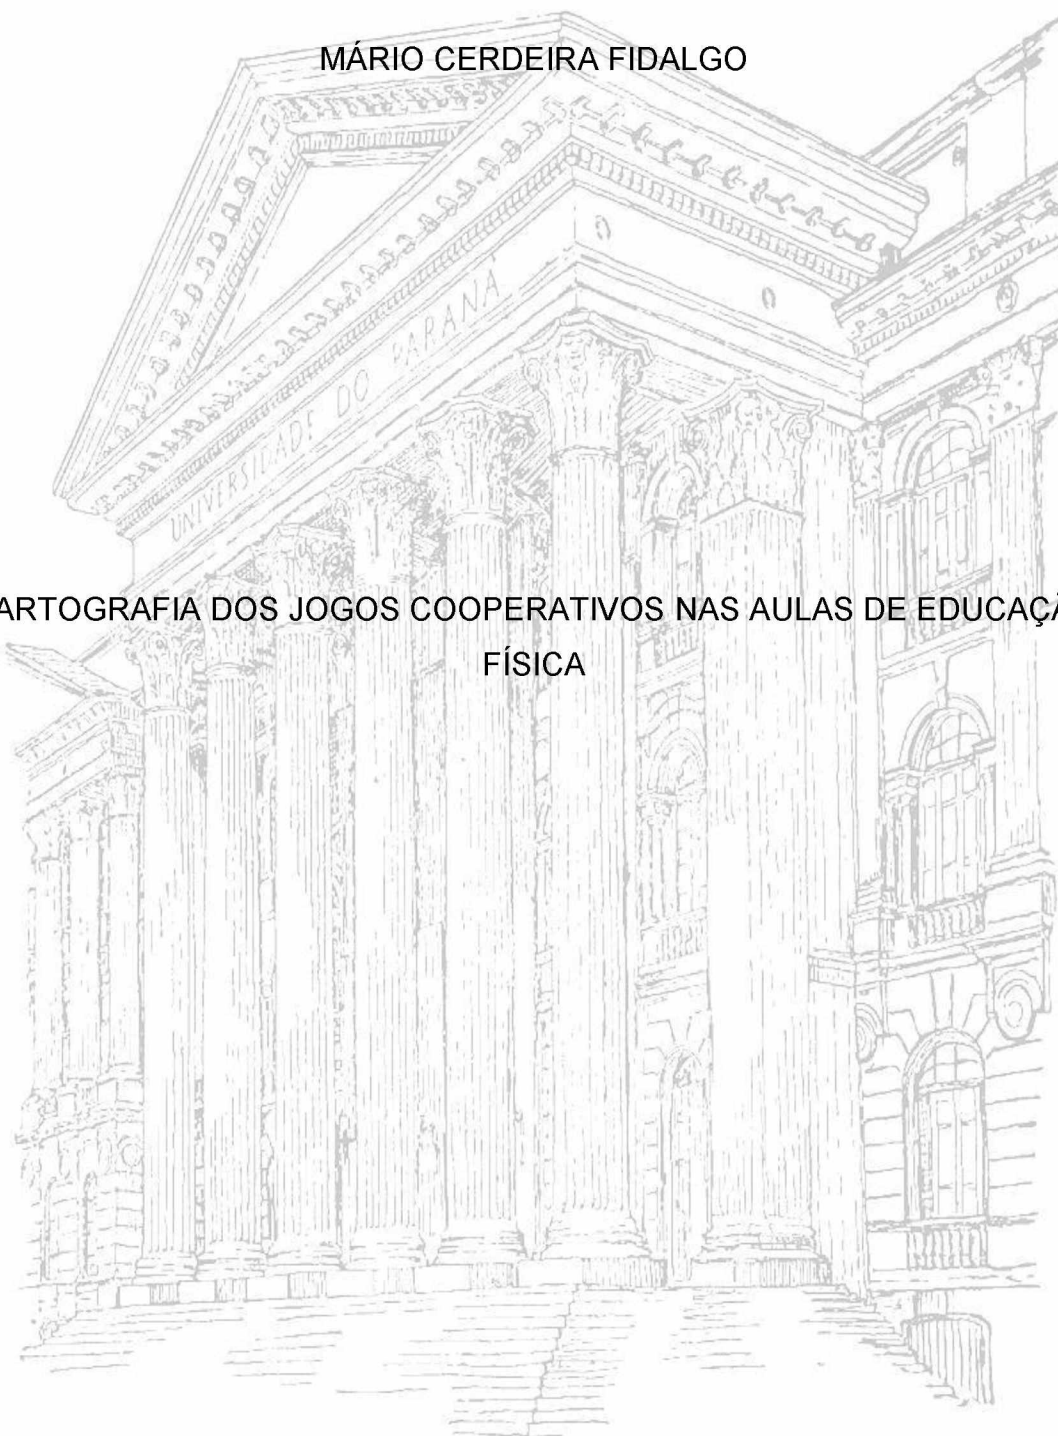 MÁRIO CERDEIRA FIDALGO
UNIVERSIDADE DO PARANÁ
ARTOGRAFIA DOS JOGOS COOPERATIVOS NAS AULAS DE EDUCAÇÃ
FÍSICA